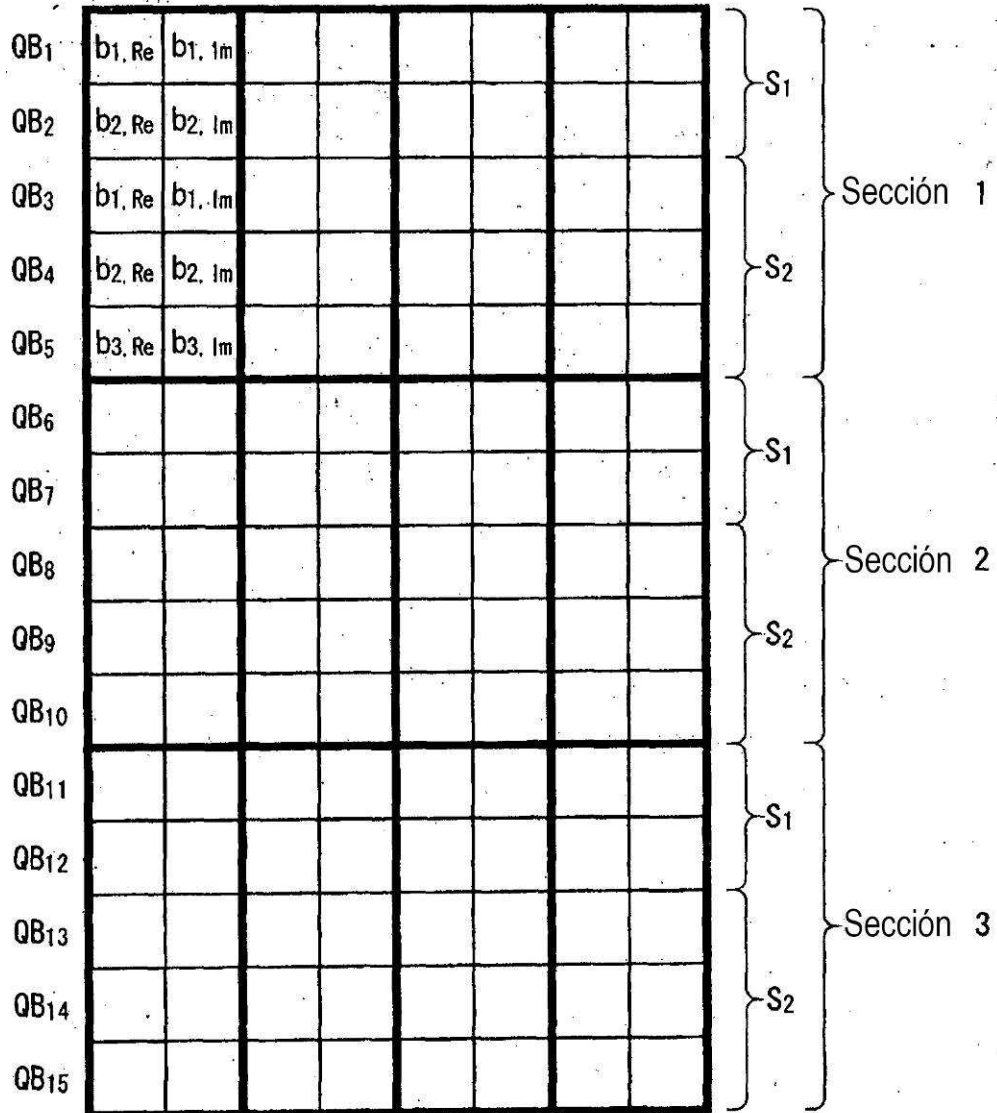 QB1 b1, Re b1, Im
S1
QB2 b2, Re b2, Im
QB3 b1, Re b1, Im Sección 1
QB4 b2, Re b2, Im S2
QB5 b3, Re b3, Im
QB6
S1
QB7
QB8 Sección 2
QB9 S2
QB10
QB11
S1
QB12
QB13 Sección 3
QB14 S2
QB15